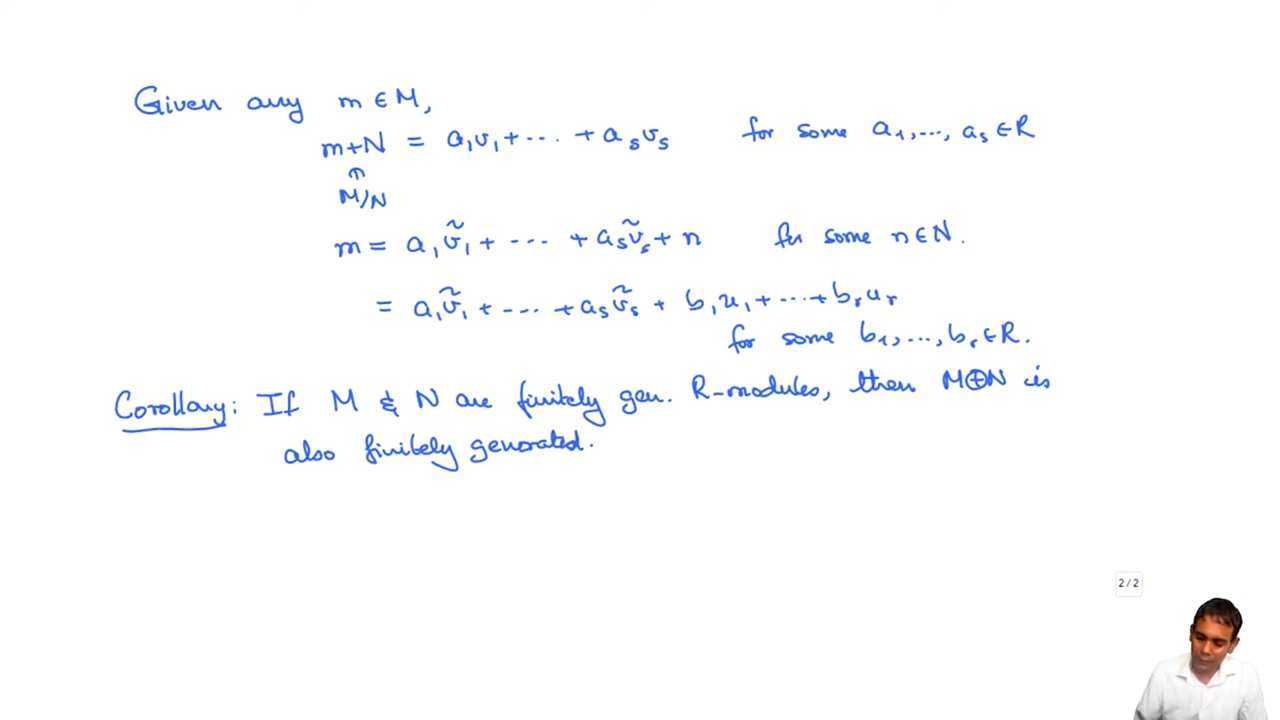 Given any m ∈ M,
m+N = a₁v₁ + ⋯ + aₛvₛ for some a₁, ..., aₛ ∈ R
∩
M/N
m = a₁ṽ₁ + ⋯ + aₛṽₛ + n for some n ∈ N.
= a₁ṽ₁ + ⋯ + aₛṽₛ + b₁u₁ + ⋯ + bᵣuᵣ
for some b₁, ..., bᵣ ∈ R.
Corollary: If M & N are finitely gen. R-modules, then M⊕N is
also finitely generated.
2 / 2